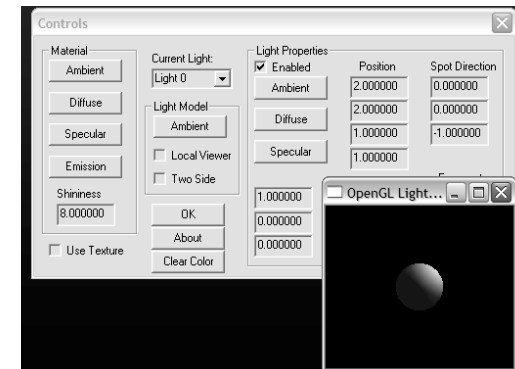 Controls
Material
Ambient
Diffuse
Specular
Emission
Shininess
8.000000
Use Texture
Current Light:
Light 0
Light Model
Ambient
Local Viewer
Two Side
OK
About
Clear Color
Light Properties
Enabled
Ambient
Diffuse
Specular
1.000000
0.000000
0.000000
Position
2.000000
2.000000
1.000000
1.000000
Spot Direction
0.000000
0.000000
-1.000000
OpenGL Light...